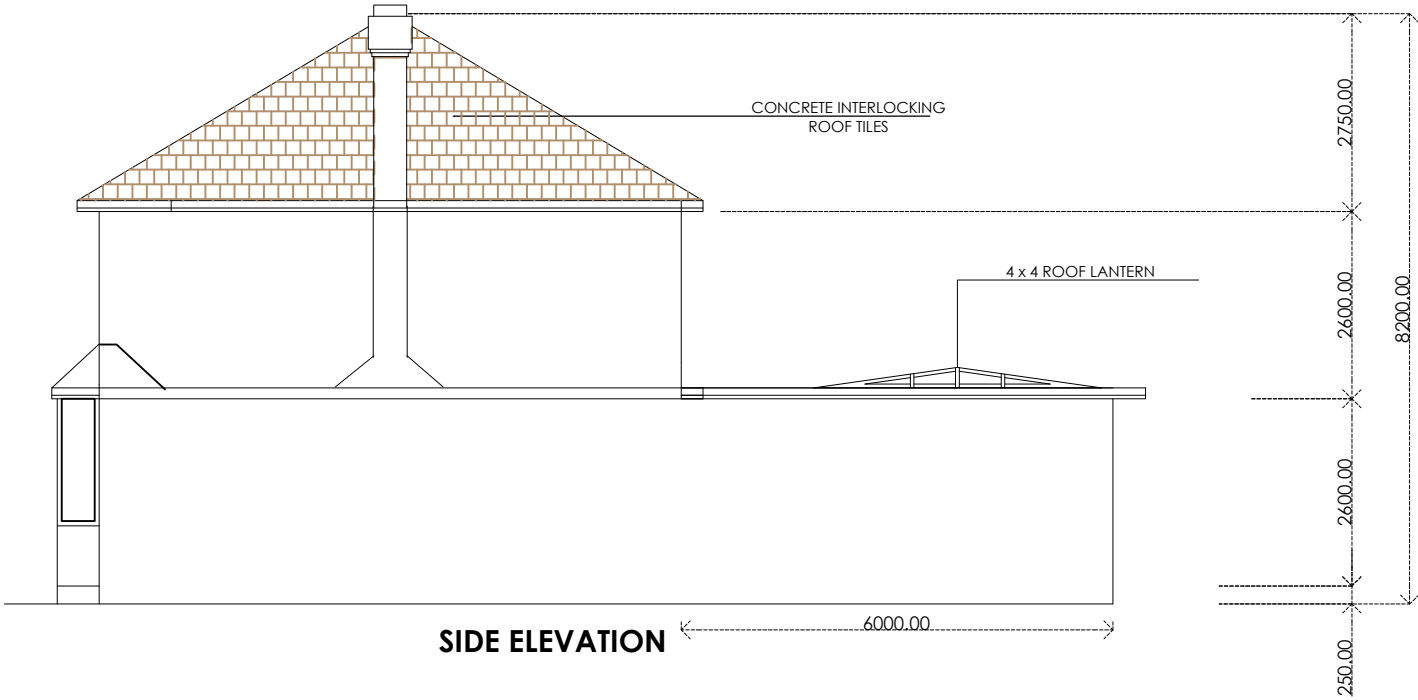 CONCRETE INTERLOCKING
ROOF TILES
2750.00
4 x 4 ROOF LANTERN
2600.00
8200.00
2600.00
6000.00
SIDE ELEVATION
250.00